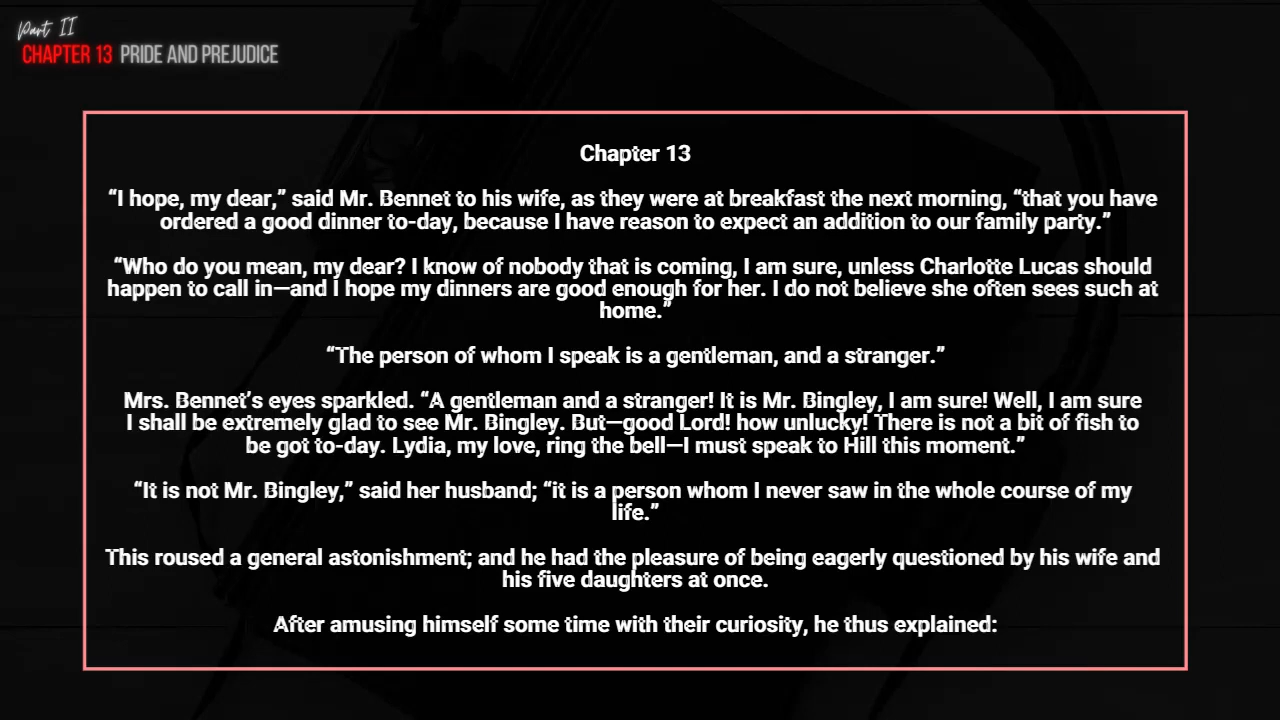 Part II
CHAPTER 13 PRIDE AND PREJUDICE
Chapter 13
“I hope, my dear,” said Mr. Bennet to his wife, as they were at breakfast the next morning, “that you have
ordered a good dinner to-day, because I have reason to expect an addition to our family party.”
“Who do you mean, my dear? I know of nobody that is coming, I am sure, unless Charlotte Lucas should
happen to call in—and I hope my dinners are good enough for her. I do not believe she often sees such at
home.”
“The person of whom I speak is a gentleman, and a stranger.”
Mrs. Bennet’s eyes sparkled. “A gentleman and a stranger! It is Mr. Bingley, I am sure! Well, I am sure
I shall be extremely glad to see Mr. Bingley. But—good Lord! how unlucky! There is not a bit of fish to
be got to-day. Lydia, my love, ring the bell—I must speak to Hill this moment.”
“It is not Mr. Bingley,” said her husband; “it is a person whom I never saw in the whole course of my
life.”
This roused a general astonishment; and he had the pleasure of being eagerly questioned by his wife and
his five daughters at once.
After amusing himself some time with their curiosity, he thus explained: